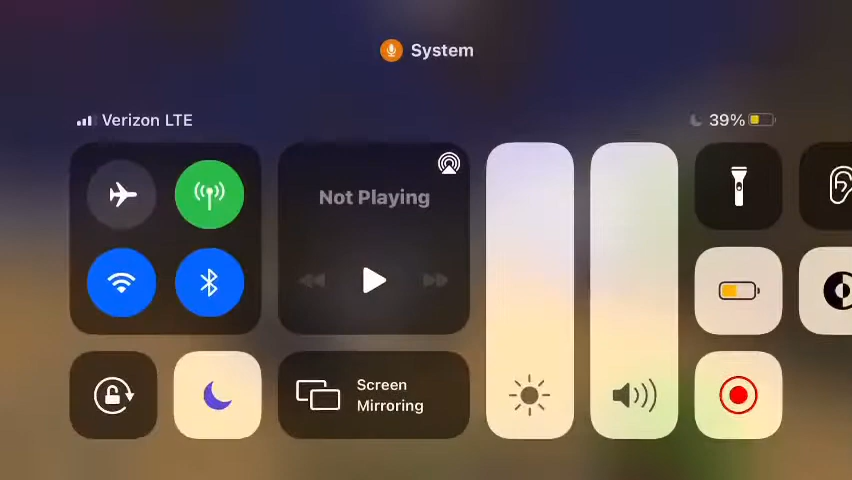 System
Verizon LTE
39%
Not Playing
Screen
Mirroring